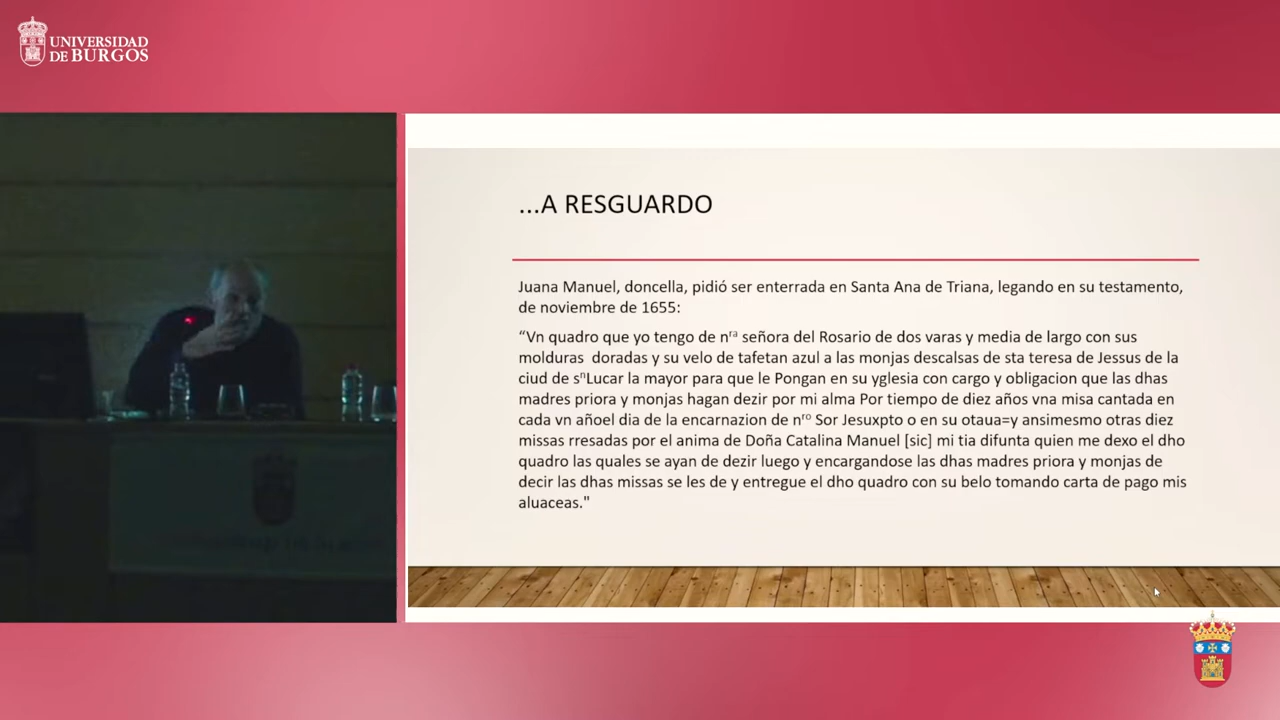 UNIVERSIDAD
DE BURGOS
...A RESGUARDO
Juana Manuel, doncella, pidió ser enterrada en Santa Ana de Triana, legando en su testamento,
de noviembre de 1655:
“Vn quadro que yo tengo de nʳᵃ señora del Rosario de dos varas y media de largo con sus
molduras doradas y su velo de tafetan azul a las monjas descalsas de sta teresa de Jessus de la
ciud de sⁿLucar la mayor para que le Pongan en su yglesia con cargo y obligacion que las dhas
madres priora y monjas hagan dezir por mi alma Por tiempo de diez años vna misa cantada en
cada vn añoel dia de la encarnazion de nʳᵒ Sor Jesuxpto o en su otaua=y ansimesmo otras diez
missas rresadas por el anima de Doña Catalina Manuel [sic] mi tia difunta quien me dexo el dho
quadro las quales se ayan de dezir luego y encargandose las dhas madres priora y monjas de
decir las dhas missas se les de y entregue el dho quadro con su belo tomando carta de pago mis
aluaceas."